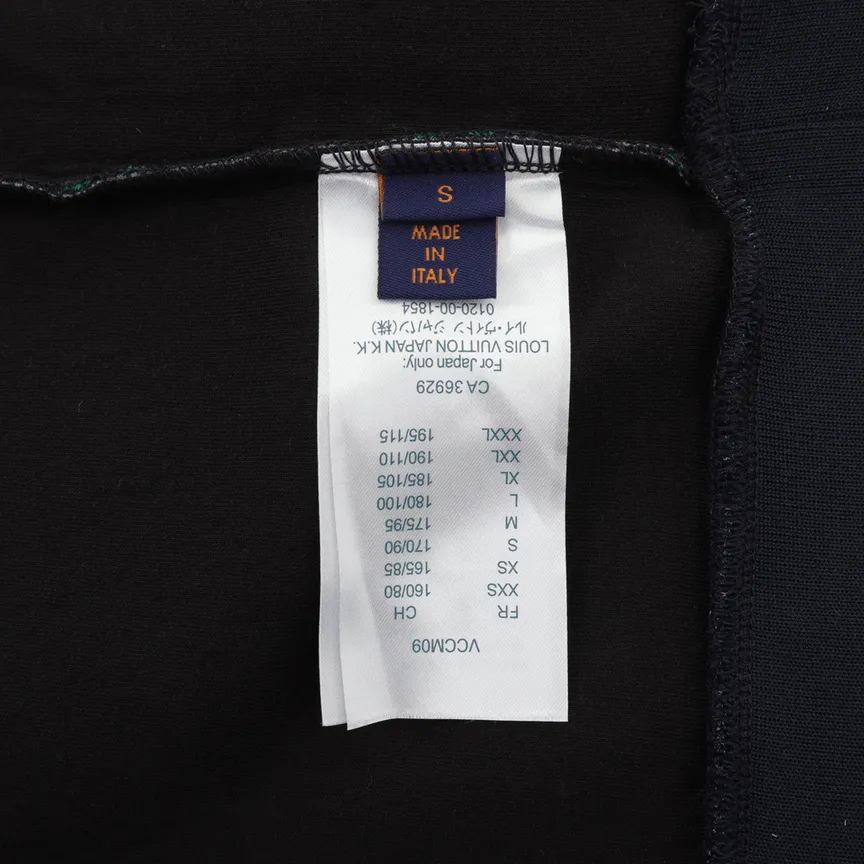 S
MADE
IN
ITALY
VCCM09
FR CH
XXS 160/80
XS 165/85
S 170/90
M 175/95
L 180/100
XL 185/105
XXL 190/110
XXXL 195/115
CA 36929
For Japan only:
LOUIS VUITTON JAPAN K.K.
ルイ・ヴィトン ジャパン(株)
0120-00-1854